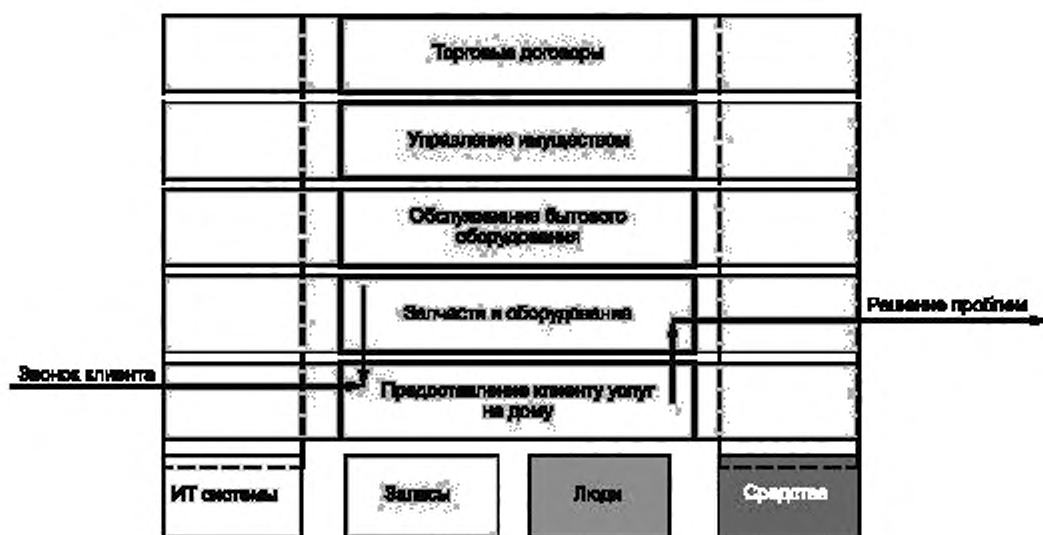 Торговые договоры
Управление имуществом
Обслуживание бытового
оборудования
Запчасти и оборудование
Решение проблем
Звонок клиента
Предоставление клиенту услуг
на дому
ИТ системы
Запасы
Люди
Средства